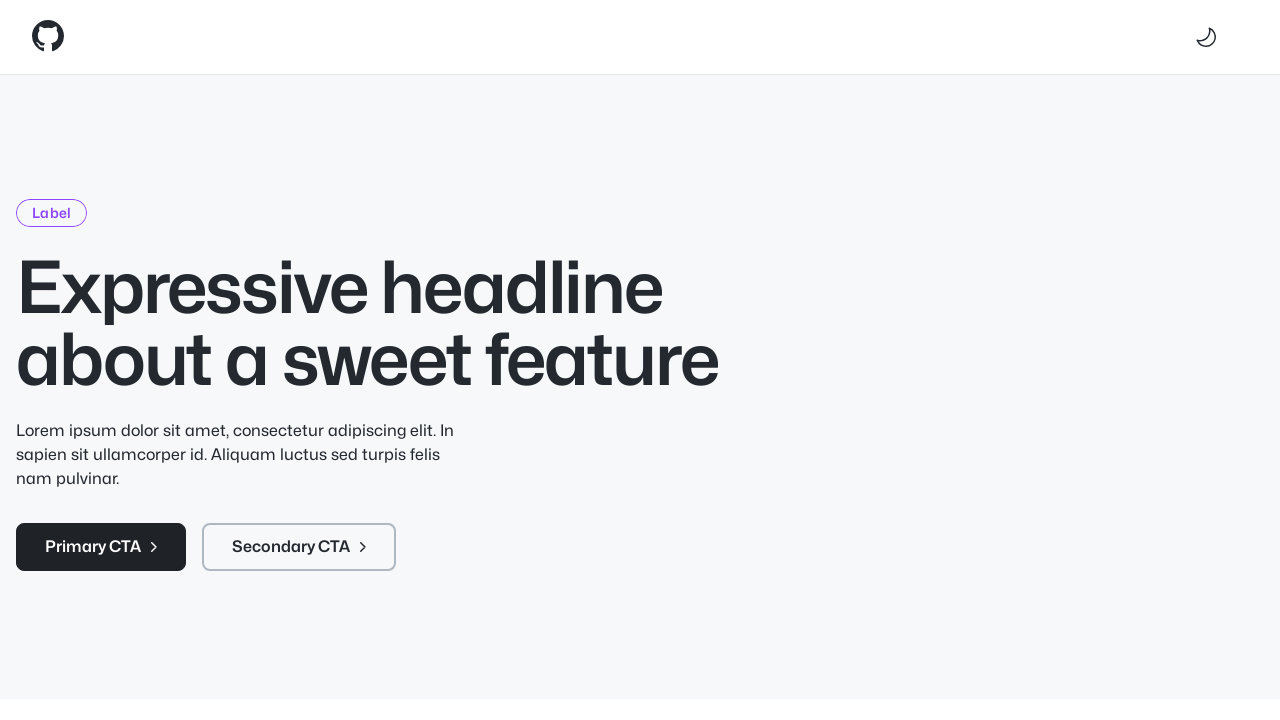 Label
Expressive headline
about a sweet feature
Lorem ipsum dolor sit amet, consectetur adipiscing elit. In
sapien sit ullamcorper id. Aliquam luctus sed turpis felis
nam pulvinar.
Primary CTA
Secondary CTA